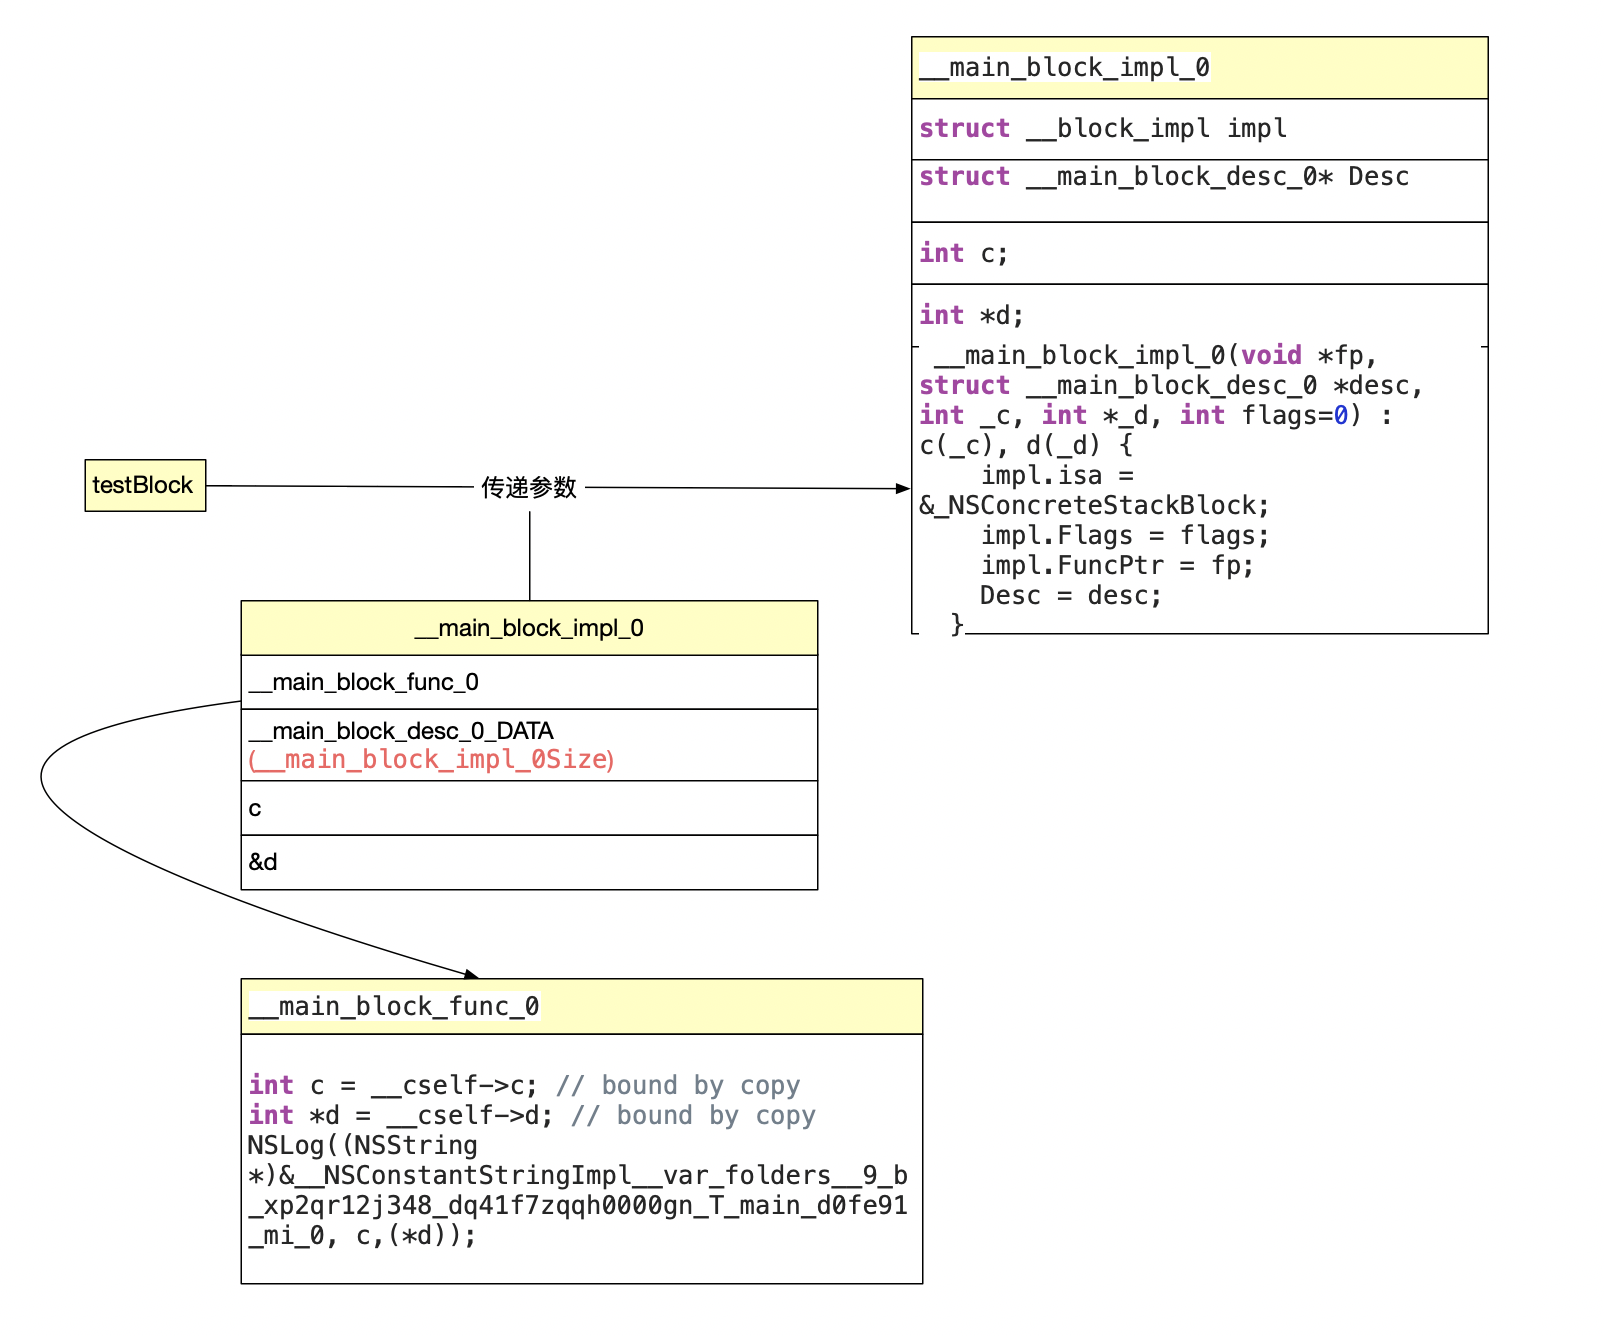 __main_block_impl_0
struct __block_impl impl
struct __main_block_desc_0* Desc
int c;
int *d;
__main_block_impl_0(void *fp,
struct __main_block_desc_0 *desc,
int _c, int *_d, int flags=0) :
c(_c), d(_d) {
impl.isa =
&_NSConcreteStackBlock;
impl.Flags = flags;
impl.FuncPtr = fp;
Desc = desc;
}
testBlock
传递参数
__main_block_impl_0
__main_block_func_0
__main_block_desc_0_DATA
(__main_block_impl_0Size)
c
&d
__main_block_func_0
int c = __cself->c; // bound by copy
int *d = __cself->d; // bound by copy
NSLog((NSString
*)&__NSConstantStringImpl__var_folders__9_b
_xp2qr12j348_dq41f7zqqh0000gn_T_main_d0fe91
_mi_0, c,(*d));